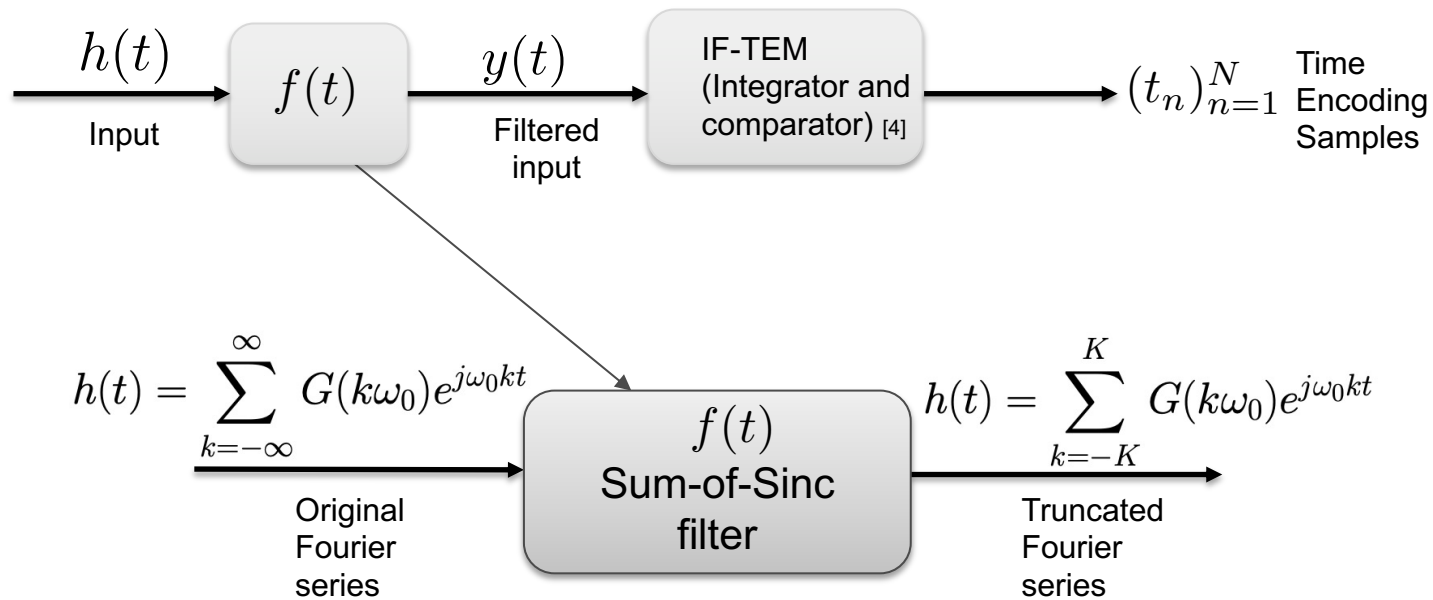 h(t)
Input
f(t)
y(t)
Filtered
input
IF-TEM
(Integrator and
comparator) [4]
(t_n)_{n=1}^{N}
Time
Encoding
Samples
h(t) = \sum_{k=-\infty}^{\infty} G(k\omega_0)e^{j\omega_0 kt}
Original
Fourier
series
f(t)
Sum-of-Sinc
filter
h(t) = \sum_{k=-K}^{K} G(k\omega_0)e^{j\omega_0 kt}
Truncated
Fourier
series